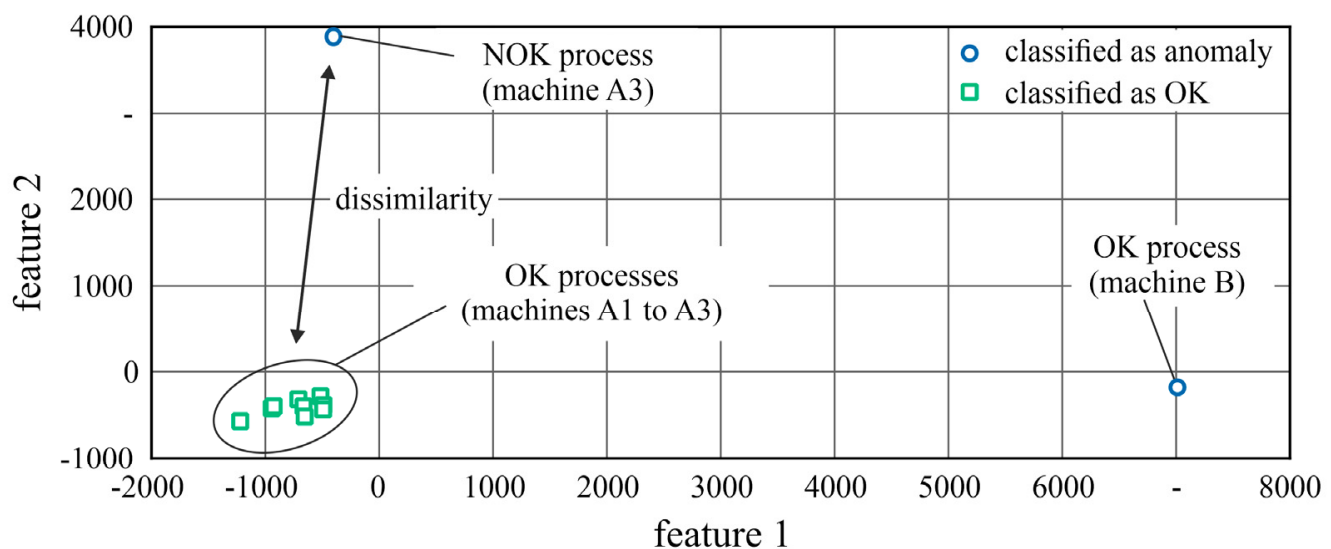 4000
-
2000
1000
0
-1000
feature 2
NOK process
(machine A3)
classified as anomaly
classified as OK
dissimilarity
OK processes
(machines A1 to A3)
OK process
(machine B)
-2000 -1000 0 1000 2000 3000 4000 5000 6000 - 8000
feature 1